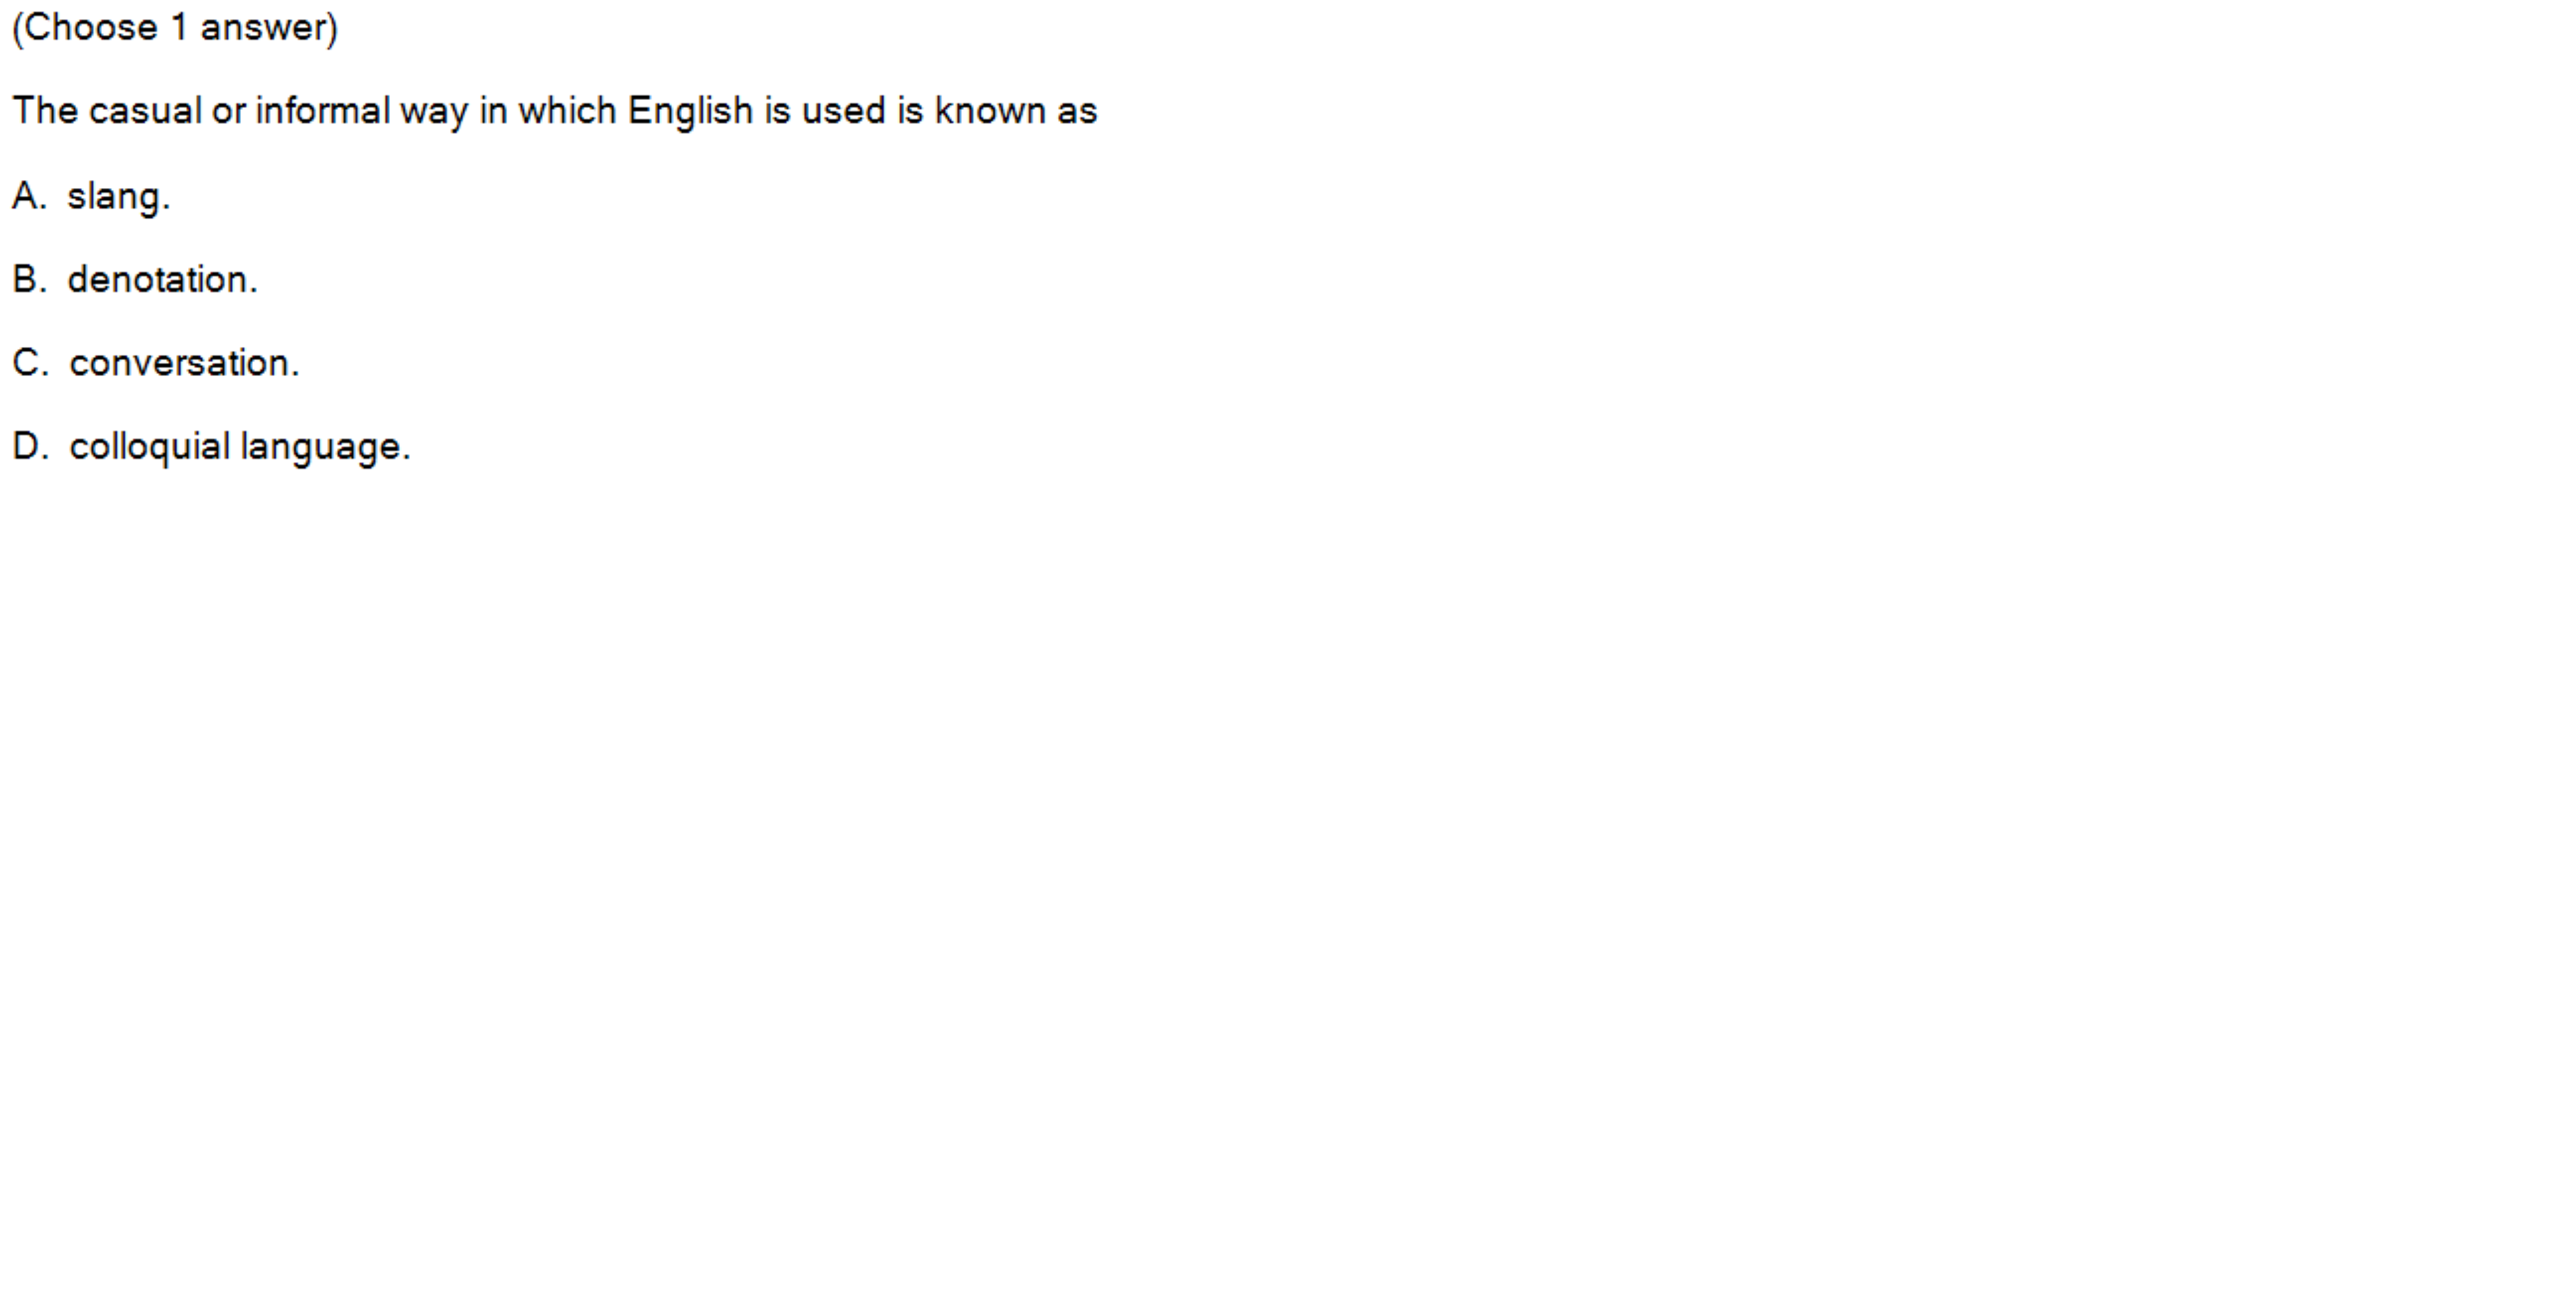 (Choose 1 answer)
The casual or informal way in which English is used is known as
A. slang.
B. denotation.
C. conversation.
D. colloquial language.